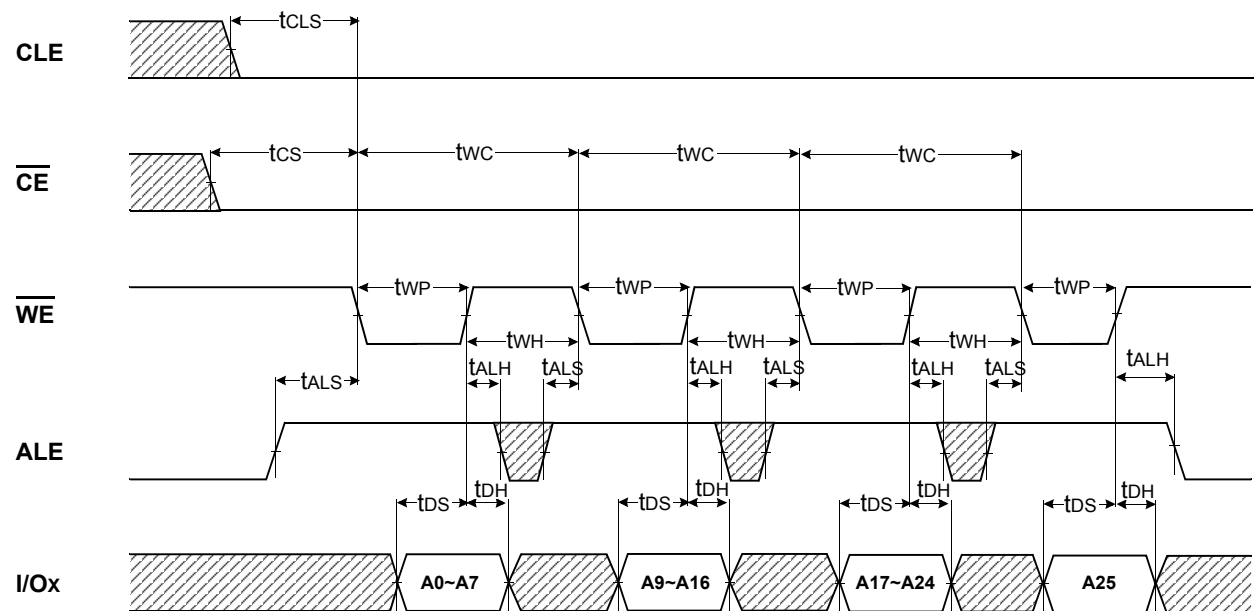 tCLS
CLE
tCS tWC tWC tWC
CE
tWP tWP tWP tWP
WE
tWH tWH tWH
tALS tALH tALS tALH tALS tALH tALS tALH
ALE
tDS tDH tDS tDH tDS tDH tDS tDH
I/Ox A0~A7 A9~A16 A17~A24 A25